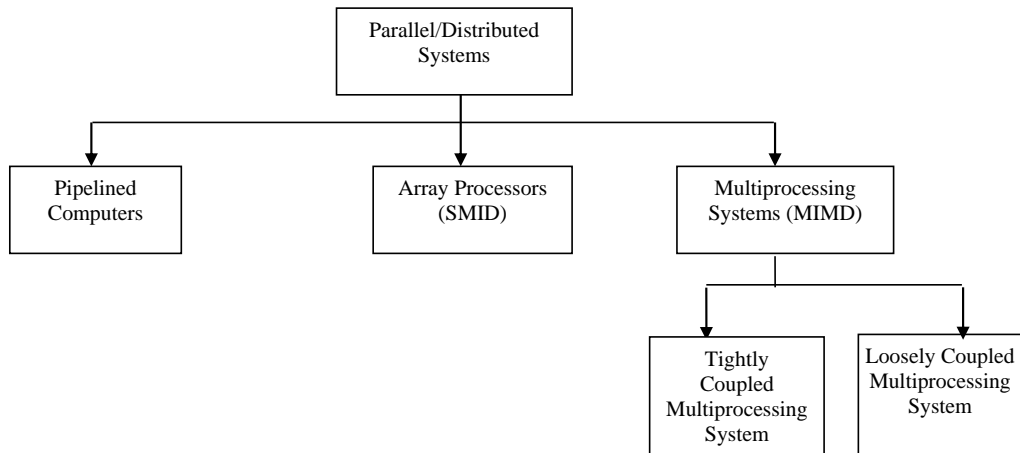 Parallel/Distributed
Systems
Pipelined
Computers
Array Processors
(SMID)
Multiprocessing
Systems (MIMD)
Tightly
Coupled
Multiprocessing
System
Loosely Coupled
Multiprocessing
System